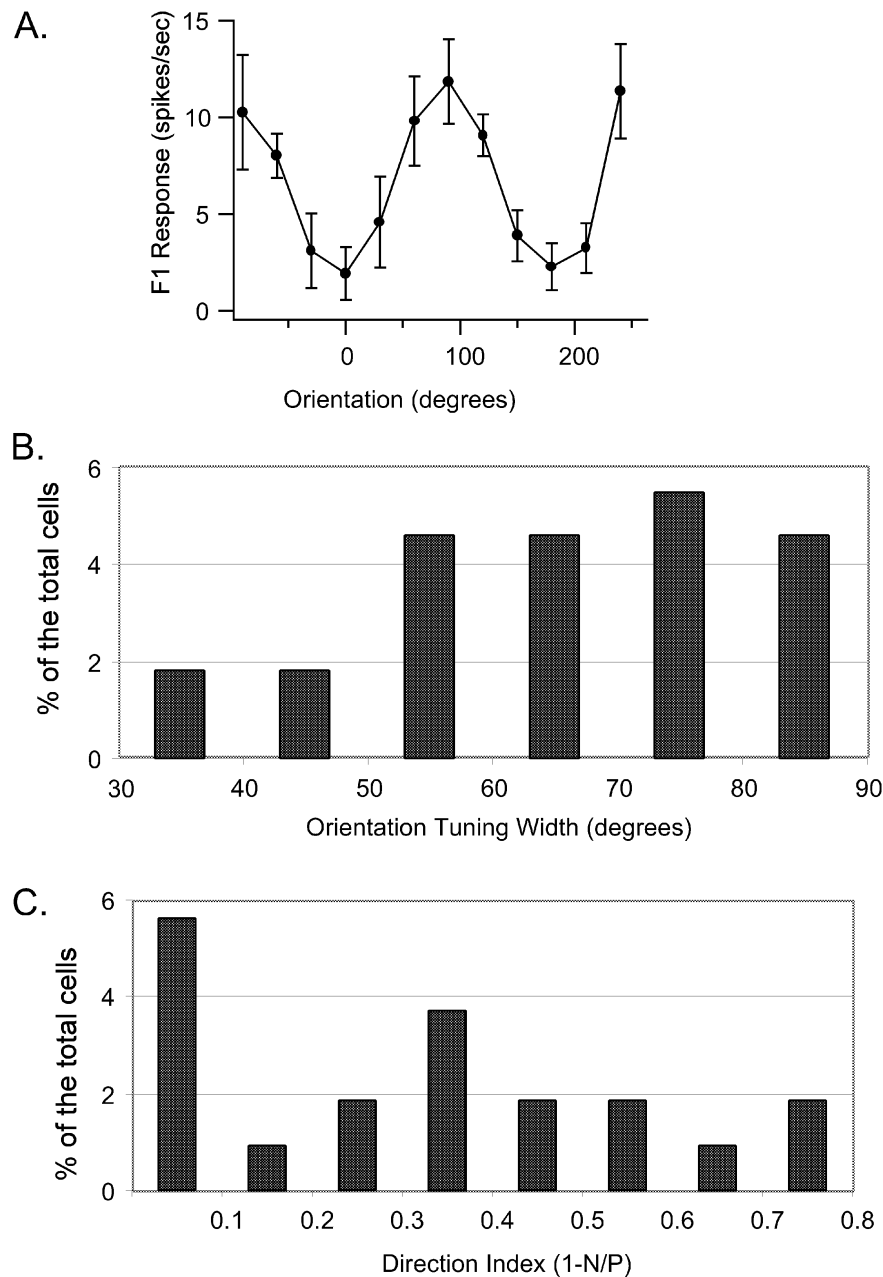 A.
F1 Response (spikes/sec)
15
10
5
0
0 100 200
Orientation (degrees)
B.
% of the total cells
6
4
2
0
30 40 50 60 70 80 90
Orientation Tuning Width (degrees)
C.
% of the total cells
6
4
2
0
0.1 0.2 0.3 0.4 0.5 0.6 0.7 0.8
Direction Index (1-N/P)